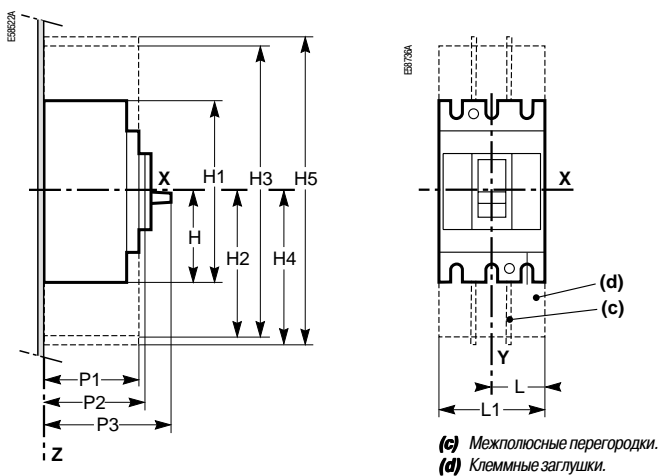 E58522A
X
H1
H3
H5
H
H2
H4
P1
P2
P3
Z
E58736A
X
(d)
(c)
Y
L
L1
(c) Межполюсные перегородки.
(d) Клеммные заглушки.